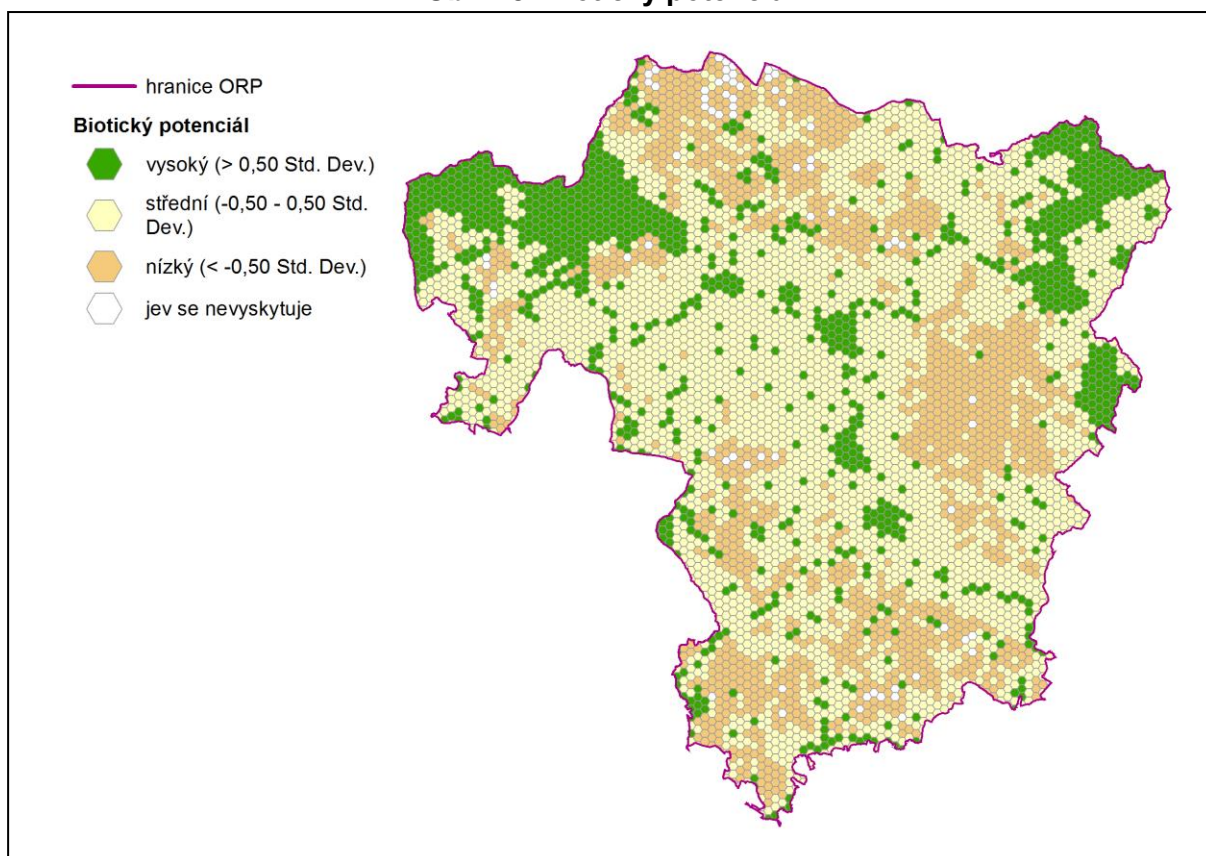 hranice ORP
Biotický potenciál
vysoký (> 0,50 Std. Dev.)
střední (-0,50 - 0,50 Std.
Dev.)
nízký (< -0,50 Std. Dev.)
jev se nevyskytuje